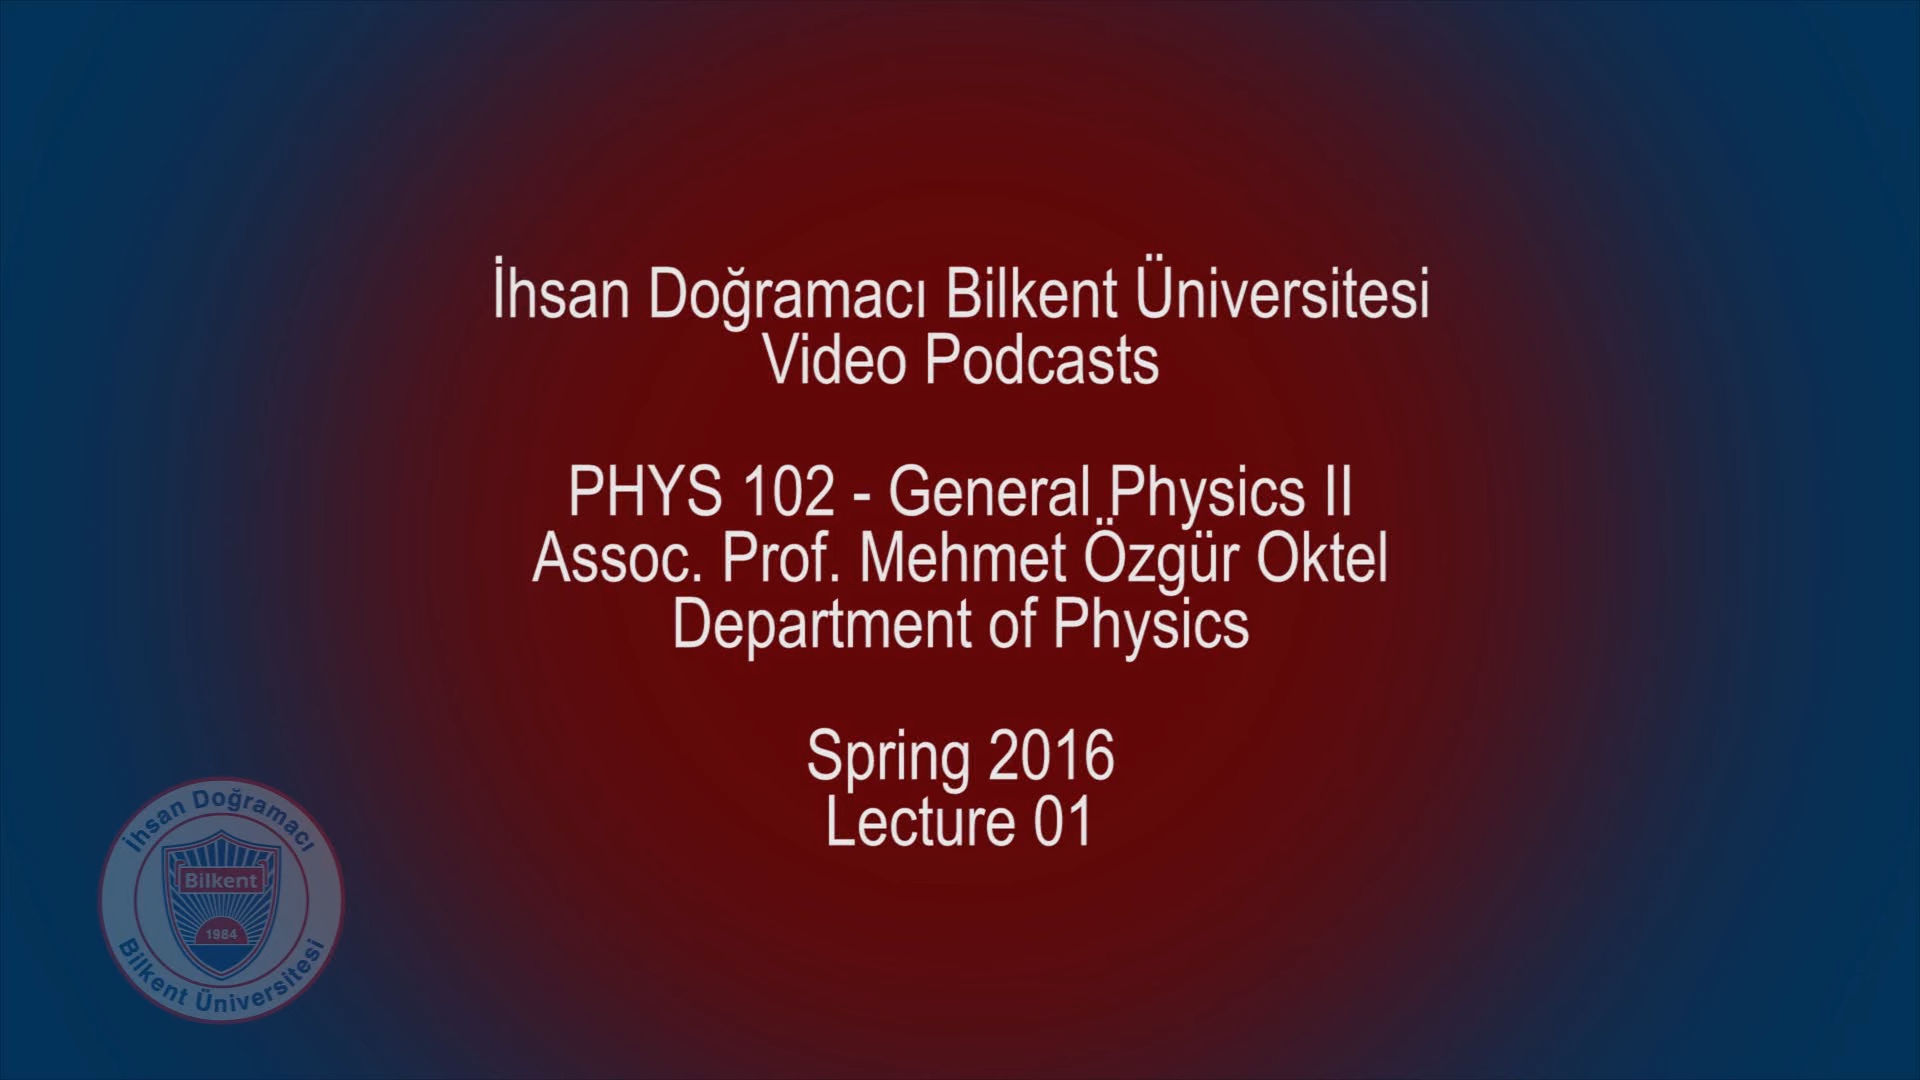 İhsan Doğramacı Bilkent Üniversitesi
Video Podcasts
PHYS 102 - General Physics II
Assoc. Prof. Mehmet Özgür Oktel
Department of Physics
Spring 2016
Lecture 01
İhsan Doğramacı
Bilkent
1984
Bilkent Üniversitesi